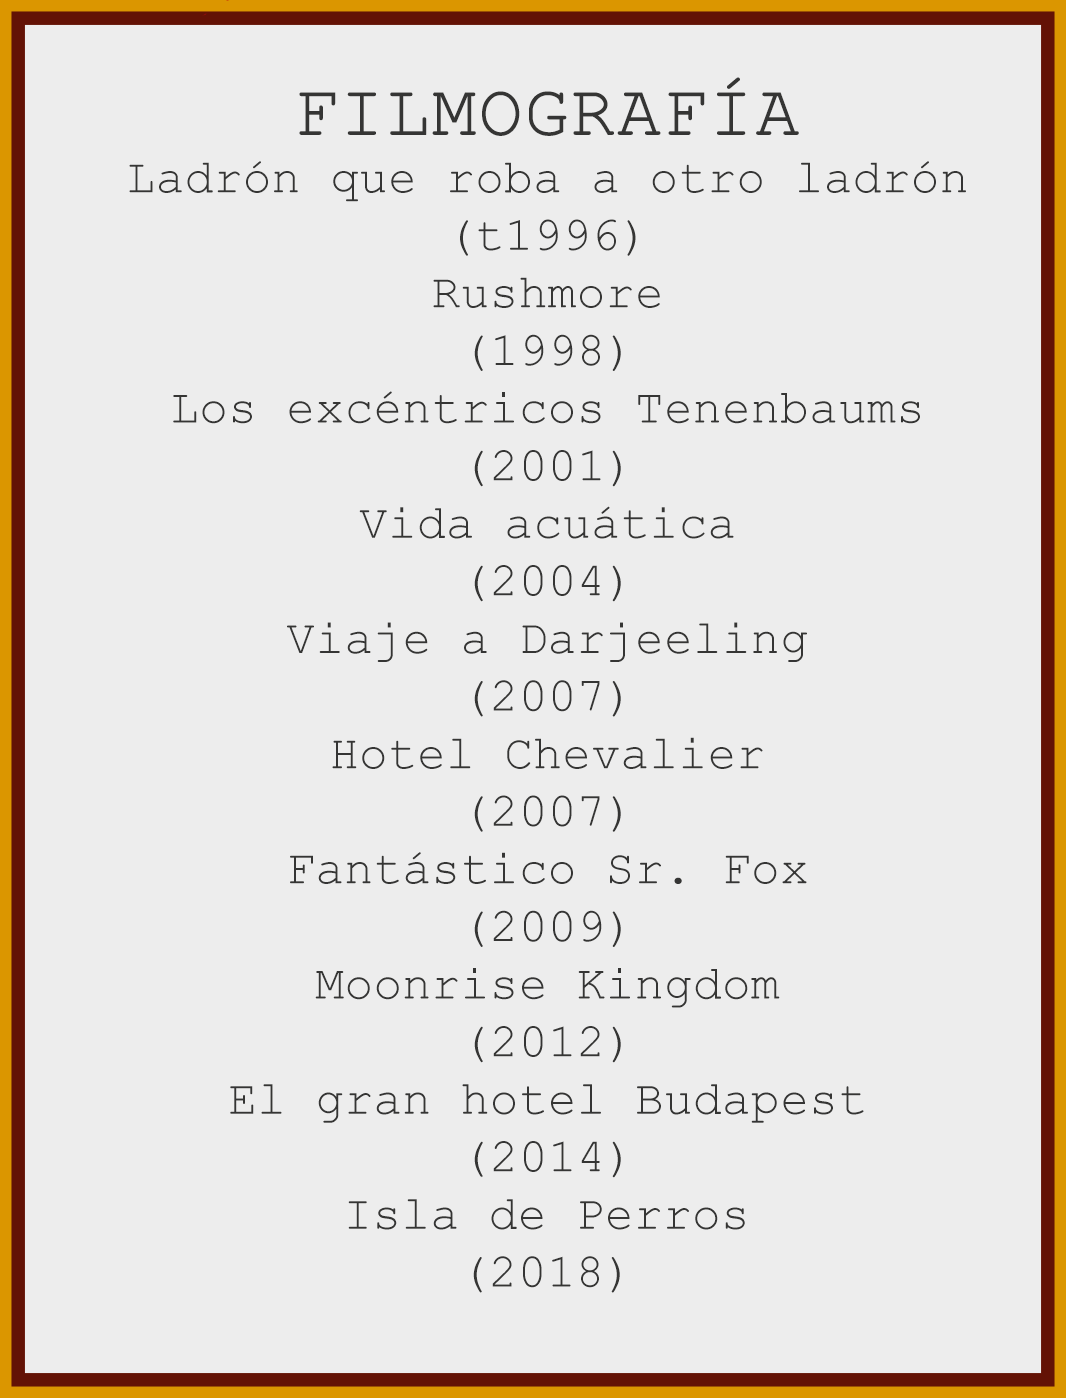 FILMOGRAFÍA
Ladrón que roba a otro ladrón
(t1996)
Rushmore
(1998)
Los excéntricos Tenenbaums
(2001)
Vida acuática
(2004)
Viaje a Darjeeling
(2007)
Hotel Chevalier
(2007)
Fantástico Sr. Fox
(2009)
Moonrise Kingdom
(2012)
El gran hotel Budapest
(2014)
Isla de Perros
(2018)